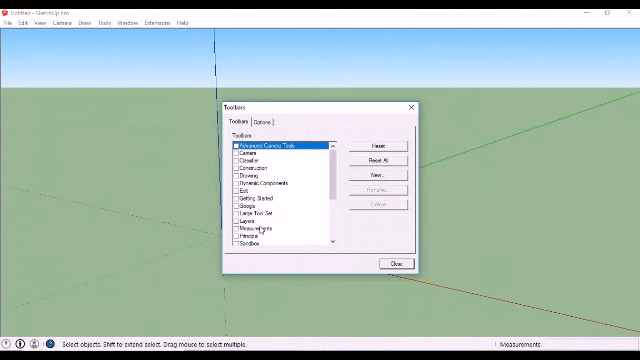 Untitled - SketchUp Pro
File Edit View Camera Draw Tools Window Extensions Help
Toolbars
Toolbars Options
Toolbars:
Advanced Camera Tools
Camera
Classifier
Construction
Drawing
Dynamic Components
Edit
Getting Started
Google
Large Tool Set
Layers
Measurements
Principal
Sandbox
Reset
Reset All
New...
Rename...
Delete
Close
Select objects. Shift to extend select. Drag mouse to select multiple.
Measurements